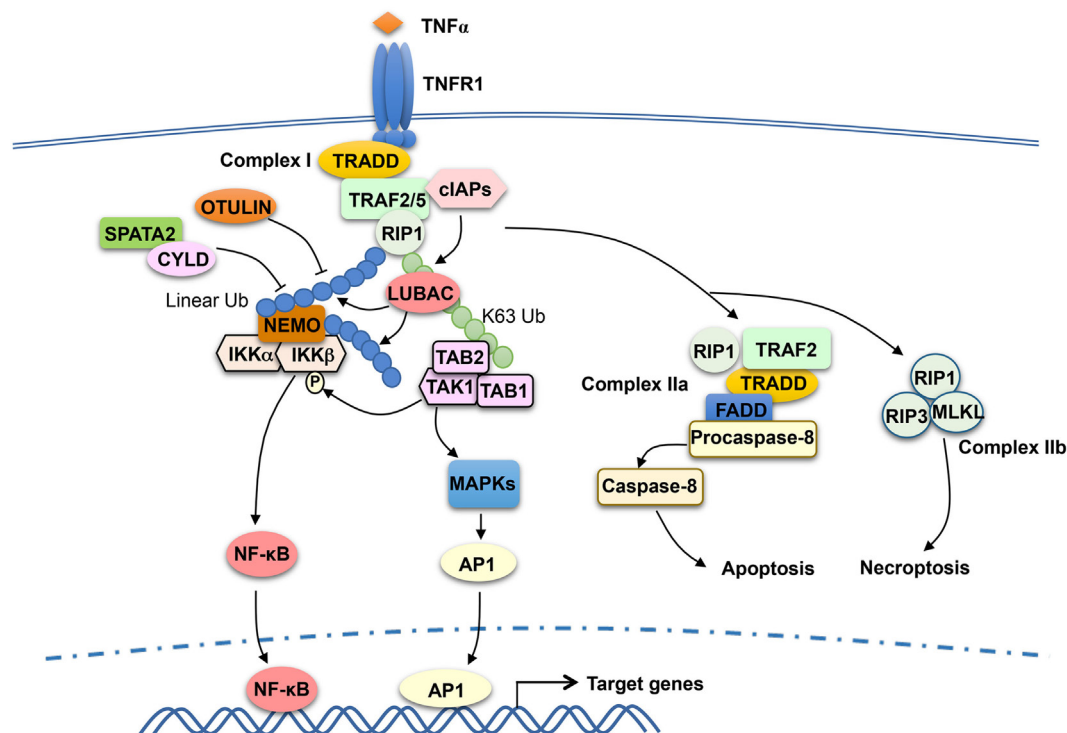 TNFα
TNFR1
Complex I
TRADD
TRAF2/5
cIAPs
OTULIN
RIP1
SPATA2
CYLD
Linear Ub
LUBAC
K63 Ub
NEMO
IKKα
IKKβ
P
TAB2
TAK1
TAB1
RIP1
TRAF2
Complex IIa
TRADD
FADD
Procaspase-8
Caspase-8
RIP1
RIP3
MLKL
Complex IIb
MAPKs
NF-κB
AP1
Apoptosis
Necroptosis
NF-κB
AP1
Target genes